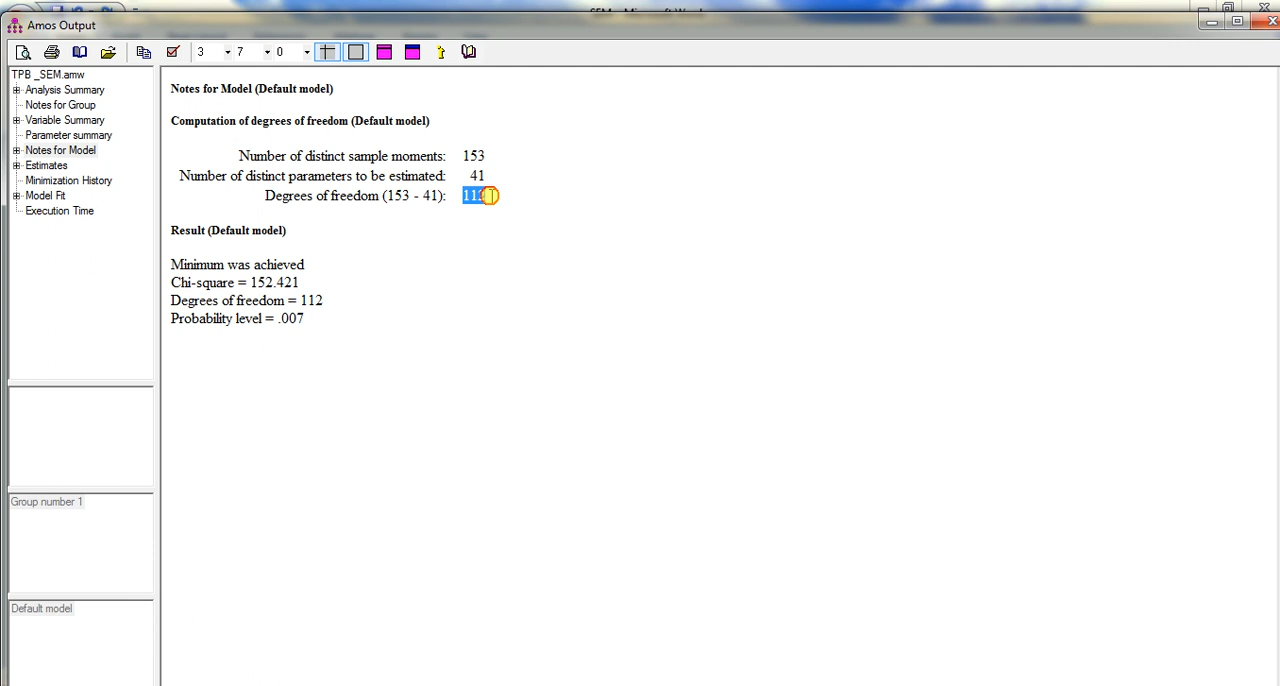 SEM - Microsoft Word
Amos Output
3 7 0
TPB _SEM.amw
Analysis Summary
Notes for Group
Variable Summary
Parameter summary
Notes for Model
Estimates
Minimization History
Model Fit
Execution Time
Group number 1
Default model
Notes for Model (Default model)
Computation of degrees of freedom (Default model)
Number of distinct sample moments: 153
Number of distinct parameters to be estimated: 41
Degrees of freedom (153 - 41): 112
Result (Default model)
Minimum was achieved
Chi-square = 152.421
Degrees of freedom = 112
Probability level = .007